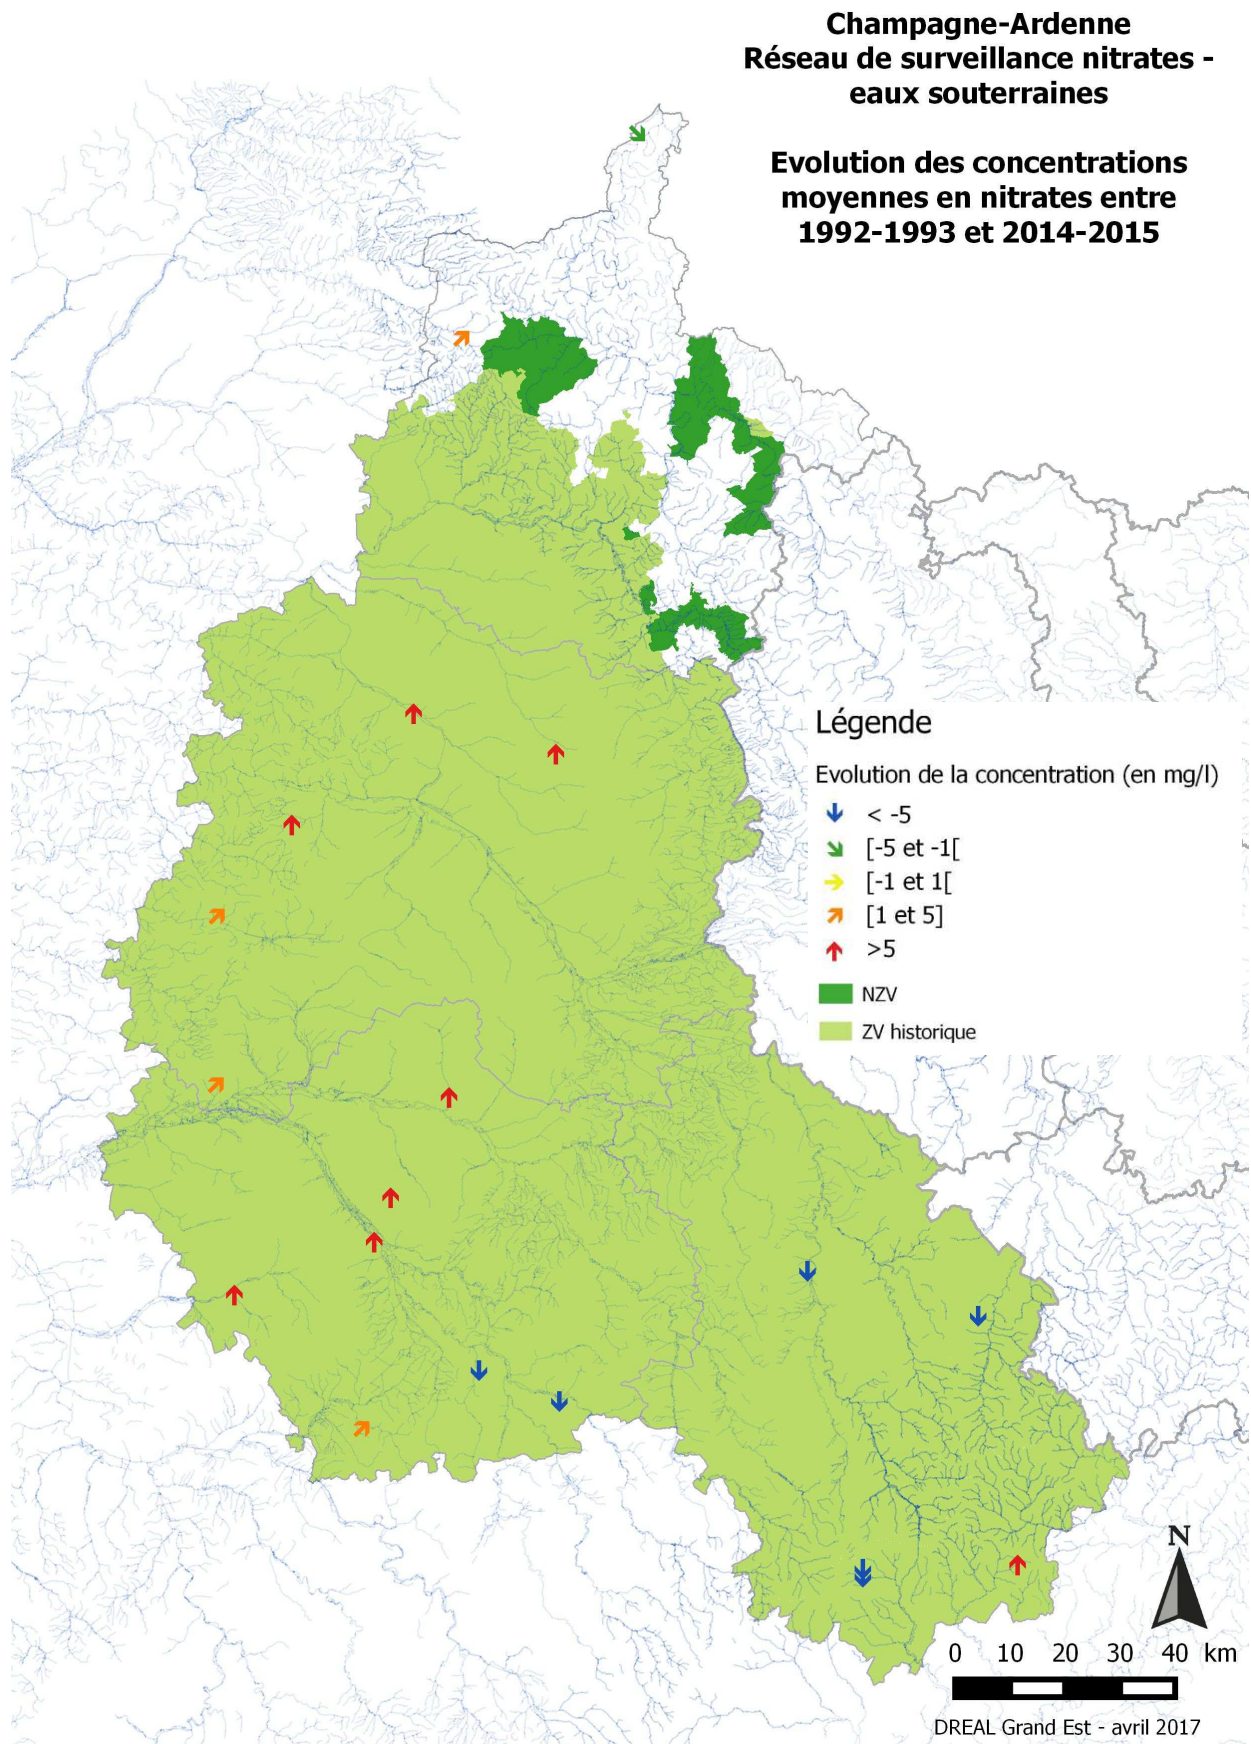 Champagne-Ardenne
Réseau de surveillance nitrates -
eaux souterraines
Evolution des concentrations
moyennes en nitrates entre
1992-1993 et 2014-2015
Légende
Evolution de la concentration (en mg/l)
< -5
[-5 et -1[
[-1 et 1[
[1 et 5]
>5
NZV
ZV historique
N
0 10 20 30 40 km
DREAL Grand Est - avril 2017